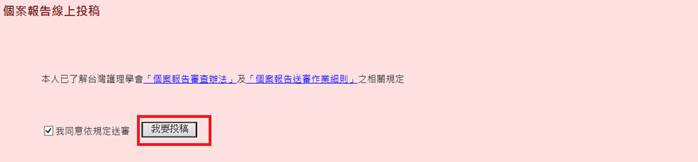 個案報告線上投稿
本人已了解台灣護理學會「個案報告審查辦法」及「個案報告送審作業細則」之相關規定
我同意依規定送審 我要投稿